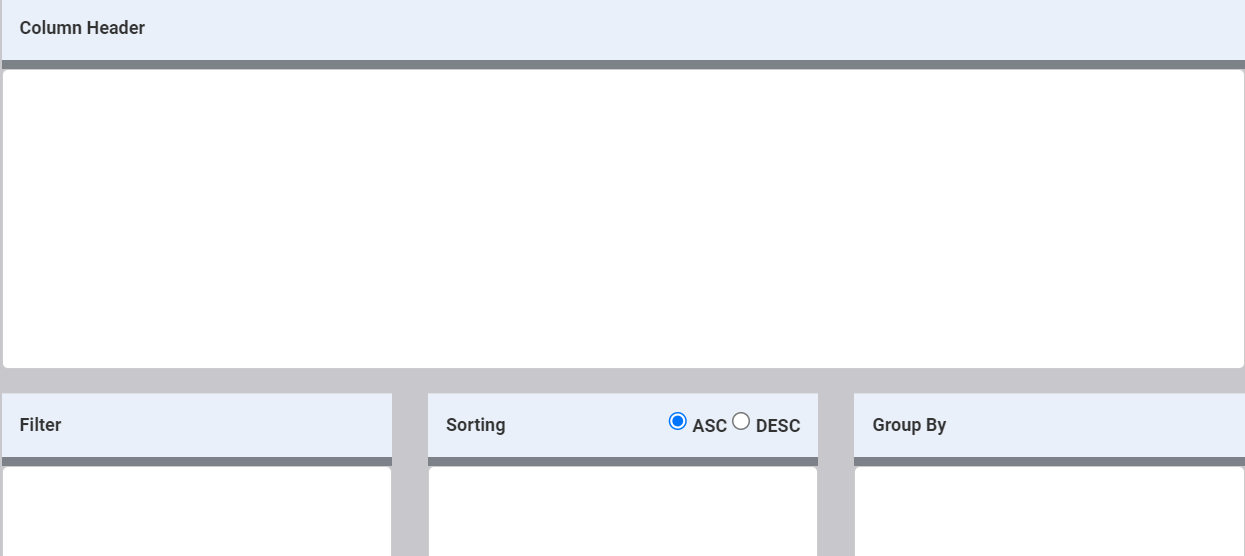 Column Header
Filter
Sorting
ASC DESC
Group By